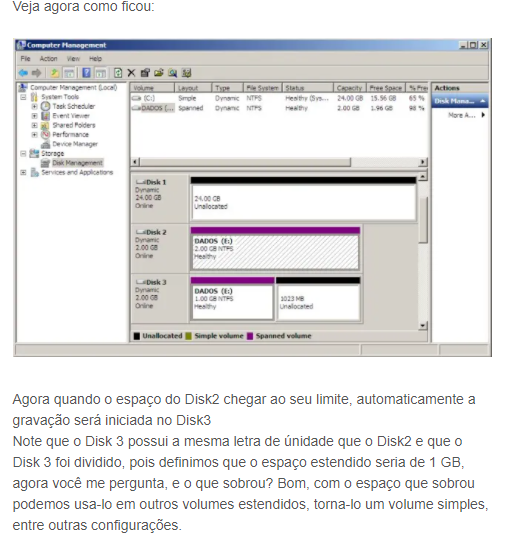 Veja agora como ficou:
Computer Management
File Action View Help
Computer Management (Local)
System Tools
Task Scheduler
Event Viewer
Shared Folders
Performance
Device Manager
Storage
Disk Management
Services and Applications
Volume Layout Type File System Status Capacity Free Space % Fre
(C:) Simple Dynamic NTFS Healthy (Sys... 24.00 GB 15.56 GB 65 %
DADOS (... Spanned Dynamic NTFS Healthy 2.00 GB 1.96 GB 98 %
Actions
Disk Mana...
More A...
Disk 1
Dynamic
24.00 GB
Online
24.00 GB
Unallocated
Disk 2
Dynamic
2.00 GB
Online
DADOS (E:)
2.00 GB NTFS
Healthy
Disk 3
Dynamic
2.00 GB
Online
DADOS (E:)
1.00 GB NTFS
Healthy
1023 MB
Unallocated
Unallocated Simple volume Spanned volume
Agora quando o espaço do Disk2 chegar ao seu limite, automaticamente a
gravação será iniciada no Disk3
Note que o Disk 3 possui a mesma letra de únidade que o Disk2 e que o
Disk 3 foi dividido, pois definimos que o espaço estendido seria de 1 GB,
agora você me pergunta, e o que sobrou? Bom, com o espaço que sobrou
podemos usa-lo em outros volumes estendidos, torna-lo um volume simples,
entre outras configurações.